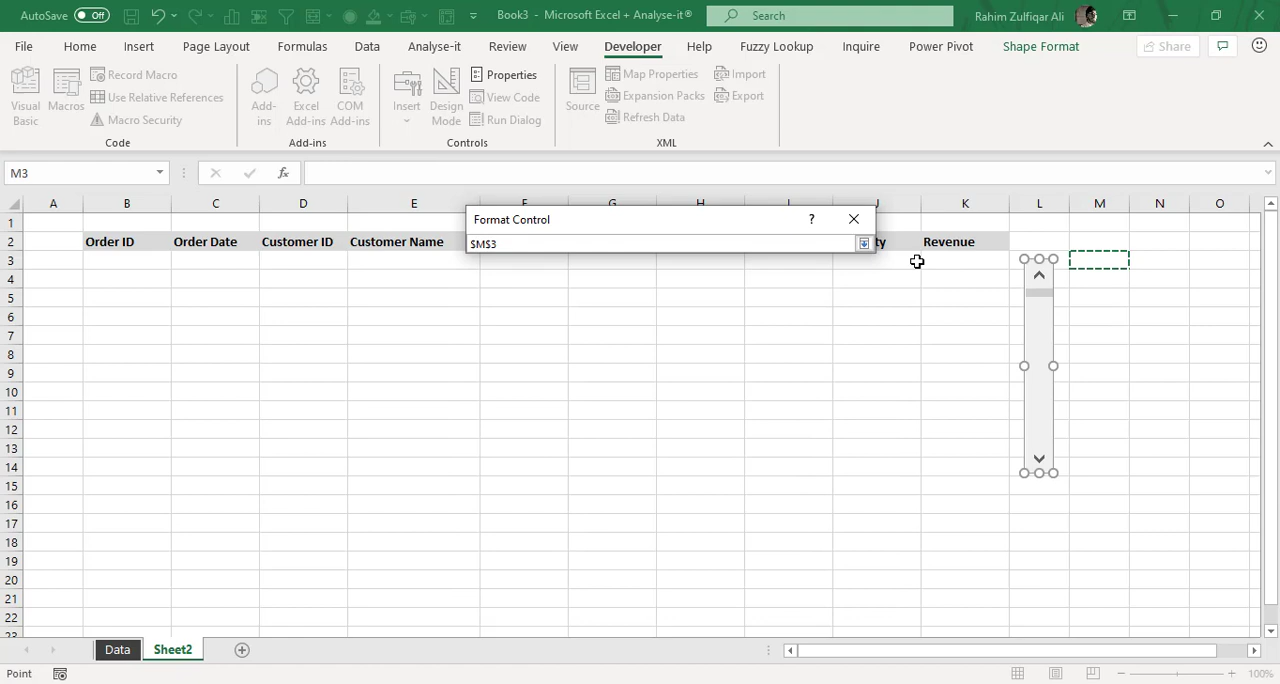 AutoSave Off Book3 - Microsoft Excel + Analyse-it® Search Rahim Zulfiqar Ali
File Home Insert Page Layout Formulas Data Analyse-it Review View Developer Help Fuzzy Lookup Inquire Power Pivot Shape Format Share
Visual Basic
Macros
Record Macro
Use Relative References
Macro Security
Code
Add-ins
Excel Add-ins
COM Add-ins
Add-ins
Insert
Design Mode
Properties
View Code
Run Dialog
Controls
Source
Map Properties
Expansion Packs
Refresh Data
Import
Export
XML
M3 fx
A B C D E F G H I J K L M N O
Format Control ?
$M$3
1
2 Order ID Order Date Customer ID Customer Name ty Revenue
3
4
5
6
7
8
9
10
11
12
13
14
15
16
17
18
19
20
21
22
23
Data Sheet2
Point 100%